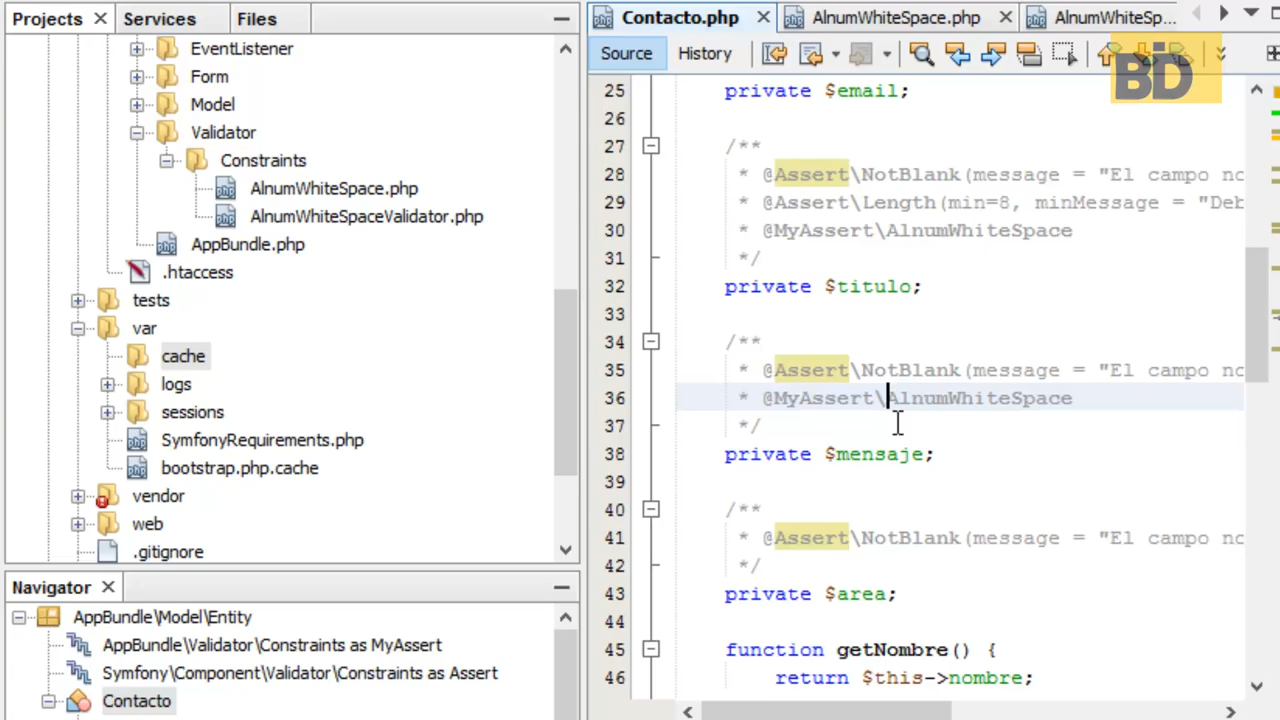 Projects
Services
Files
EventListener
Form
Model
Validator
Constraints
AlnumWhiteSpace.php
AlnumWhiteSpaceValidator.php
AppBundle.php
.htaccess
tests
var
cache
logs
sessions
SymfonyRequirements.php
bootstrap.php.cache
vendor
web
.gitignore
Navigator
AppBundle\Model\Entity
AppBundle\Validator\Constraints as MyAssert
Symfony\Component\Validator\Constraints as Assert
Contacto
Contacto.php
AlnumWhiteSpace.php
AlnumWhiteSp...
Source
History
BD
25 private $email;
26
27 /**
28 * @Assert\NotBlank(message = "El campo no
29 * @Assert\Length(min=8, minMessage = "Deb
30 * @MyAssert\AlnumWhiteSpace
31 */
32 private $titulo;
33
34 /**
35 * @Assert\NotBlank(message = "El campo no
36 * @MyAssert\AlnumWhiteSpace
37 */
38 private $mensaje;
39
40 /**
41 * @Assert\NotBlank(message = "El campo no
42 */
43 private $area;
44
45 function getNombre() {
46 return $this->nombre;